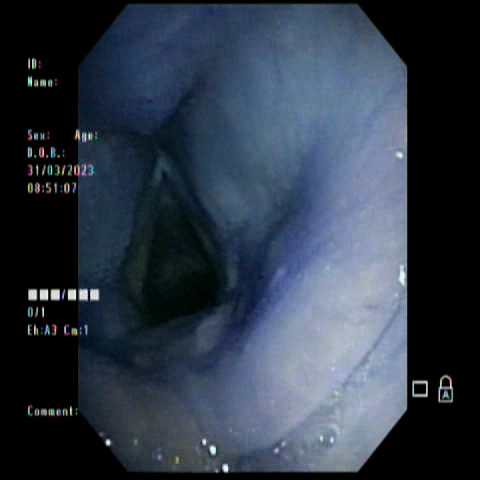 ID:
Name:
Sex: Age:
D.O.B.:
31/03/2023
08:51:07
■■■/■■■
0/1
Eh:A3 Cm:1
Comment:
A